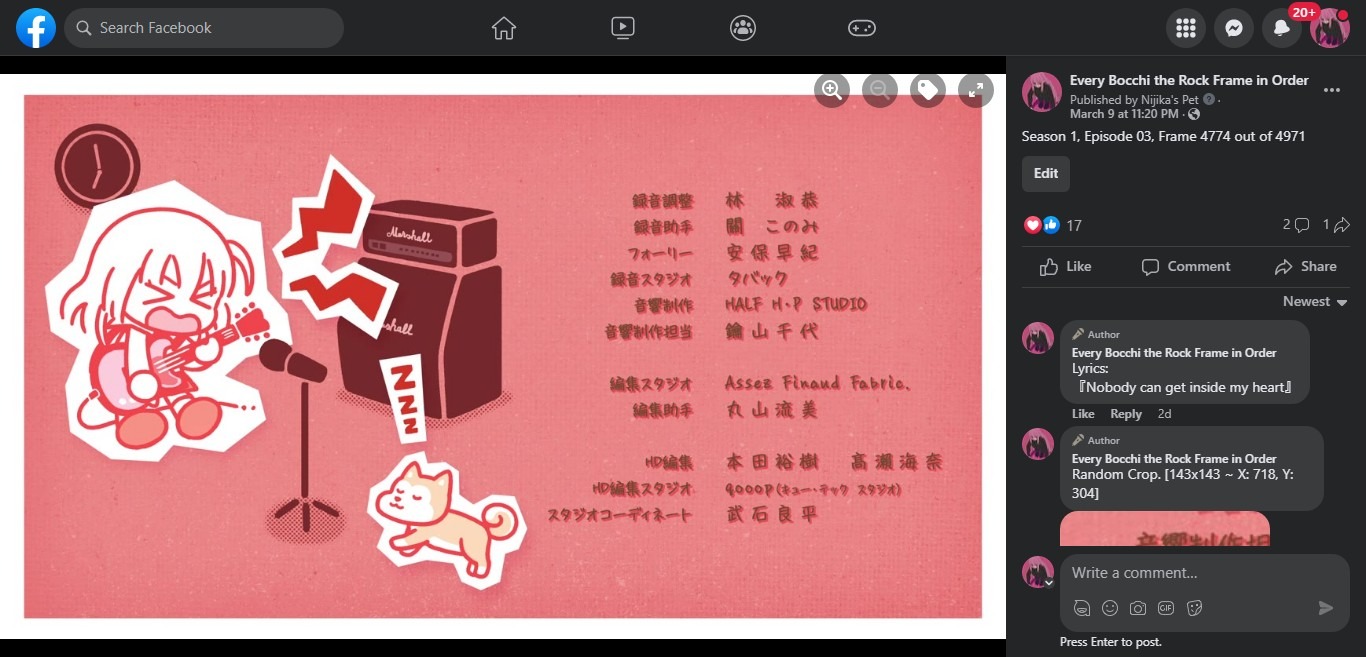 Search Facebook
20+
Marshall
Marshall
NNN
録音調整 林 淑恭
録音助手 關 このみ
フォーリー 安保早紀
録音スタジオ タバック
音響制作 HALF H・P STUDIO
音響制作担当 鑰山千代
編集スタジオ Assez Finaud Fabric.
編集助手 丸山流美
HD編集 本田裕樹 髙瀬海奈
HD編集スタジオ qooop(キュー・テック スタジオ)
スタジオコーディネート 武石良平
Every Bocchi the Rock Frame in Order
Published by Nijika's Pet
March 9 at 11:20 PM ·
Season 1, Episode 03, Frame 4774 out of 4971
Edit
17
2
1
Like
Comment
Share
Newest
Author
Every Bocchi the Rock Frame in Order
Lyrics:
『Nobody can get inside my heart』
Like Reply 2d
Author
Every Bocchi the Rock Frame in Order
Random Crop. [143x143 ~ X: 718, Y:
304]
音響制作担
Write a comment...
GIF
Press Enter to post.